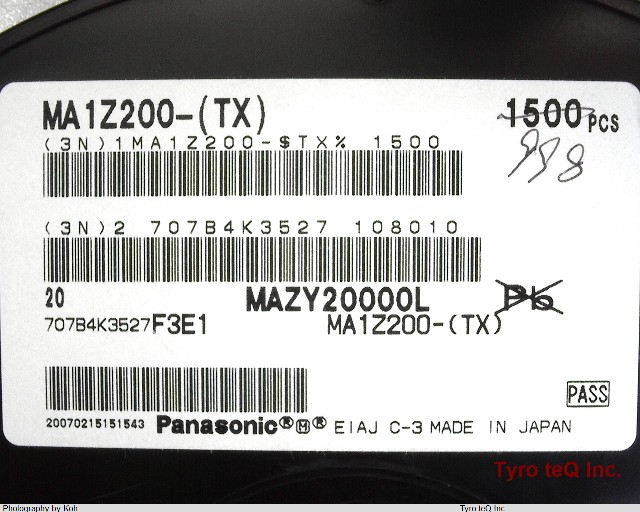 MA1Z200-(TX)
1500 PCS
(3N)1MA1Z200-$TX% 1500
998
(3N)2 707B4K3527 108010
20
MAZY20000L
Pb
707B4K3527F3E1
MA1Z200-(TX)
PASS
20070215151543 Panasonic®Ⓜ® EIAJ C-3 MADE IN JAPAN
Tyro teQ Inc.
Photography by Koh
Tyro teQ Inc